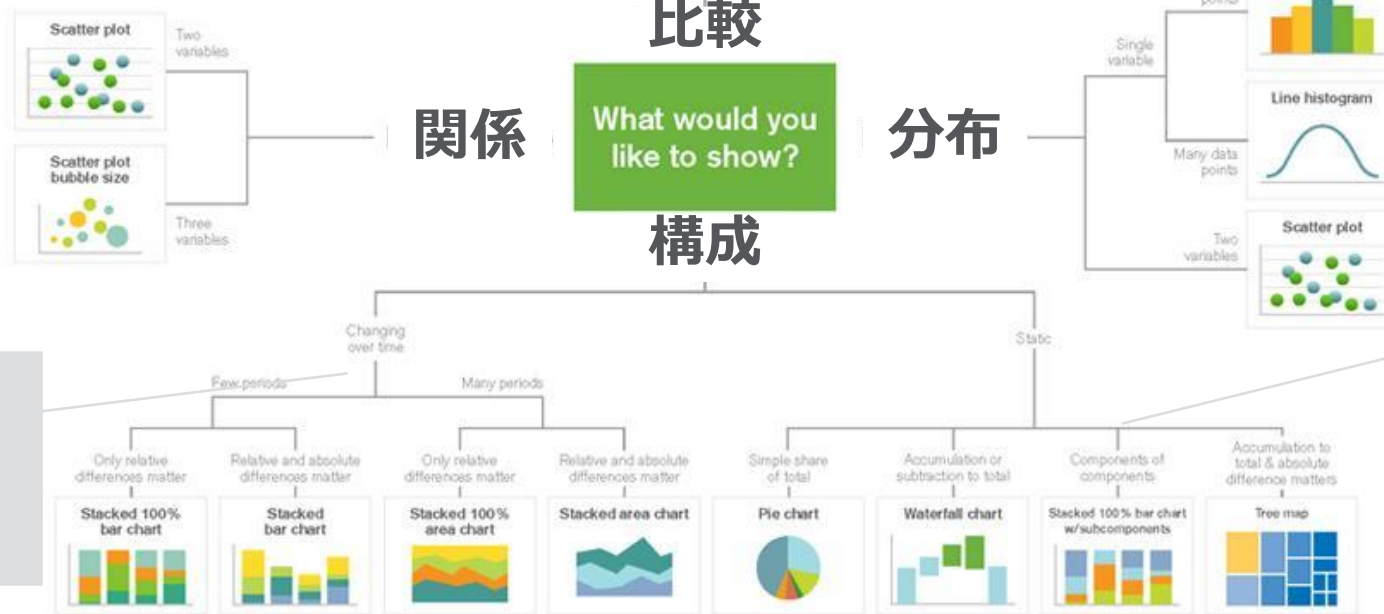 比較
What would you
like to show?
関係
分布
構成
Scatter plot
Two
variables
Scatter plot
bubble size
Three
variables
points
Single
variable
Line histogram
Many data
points
Two
variables
Scatter plot
Changing
over time
Static
Few periods
Many periods
Only relative
differences matter
Relative and absolute
differences matter
Only relative
differences matter
Relative and absolute
differences matter
Simple share
of total
Accumulation or
subtraction to total
Components of
components
Accumulation to
total & absolute
difference matters
Stacked 100%
bar chart
Stacked
bar chart
Stacked 100%
area chart
Stacked area chart
Pie chart
Waterfall chart
Stacked 100% bar chart
w/subcomponents
Tree map